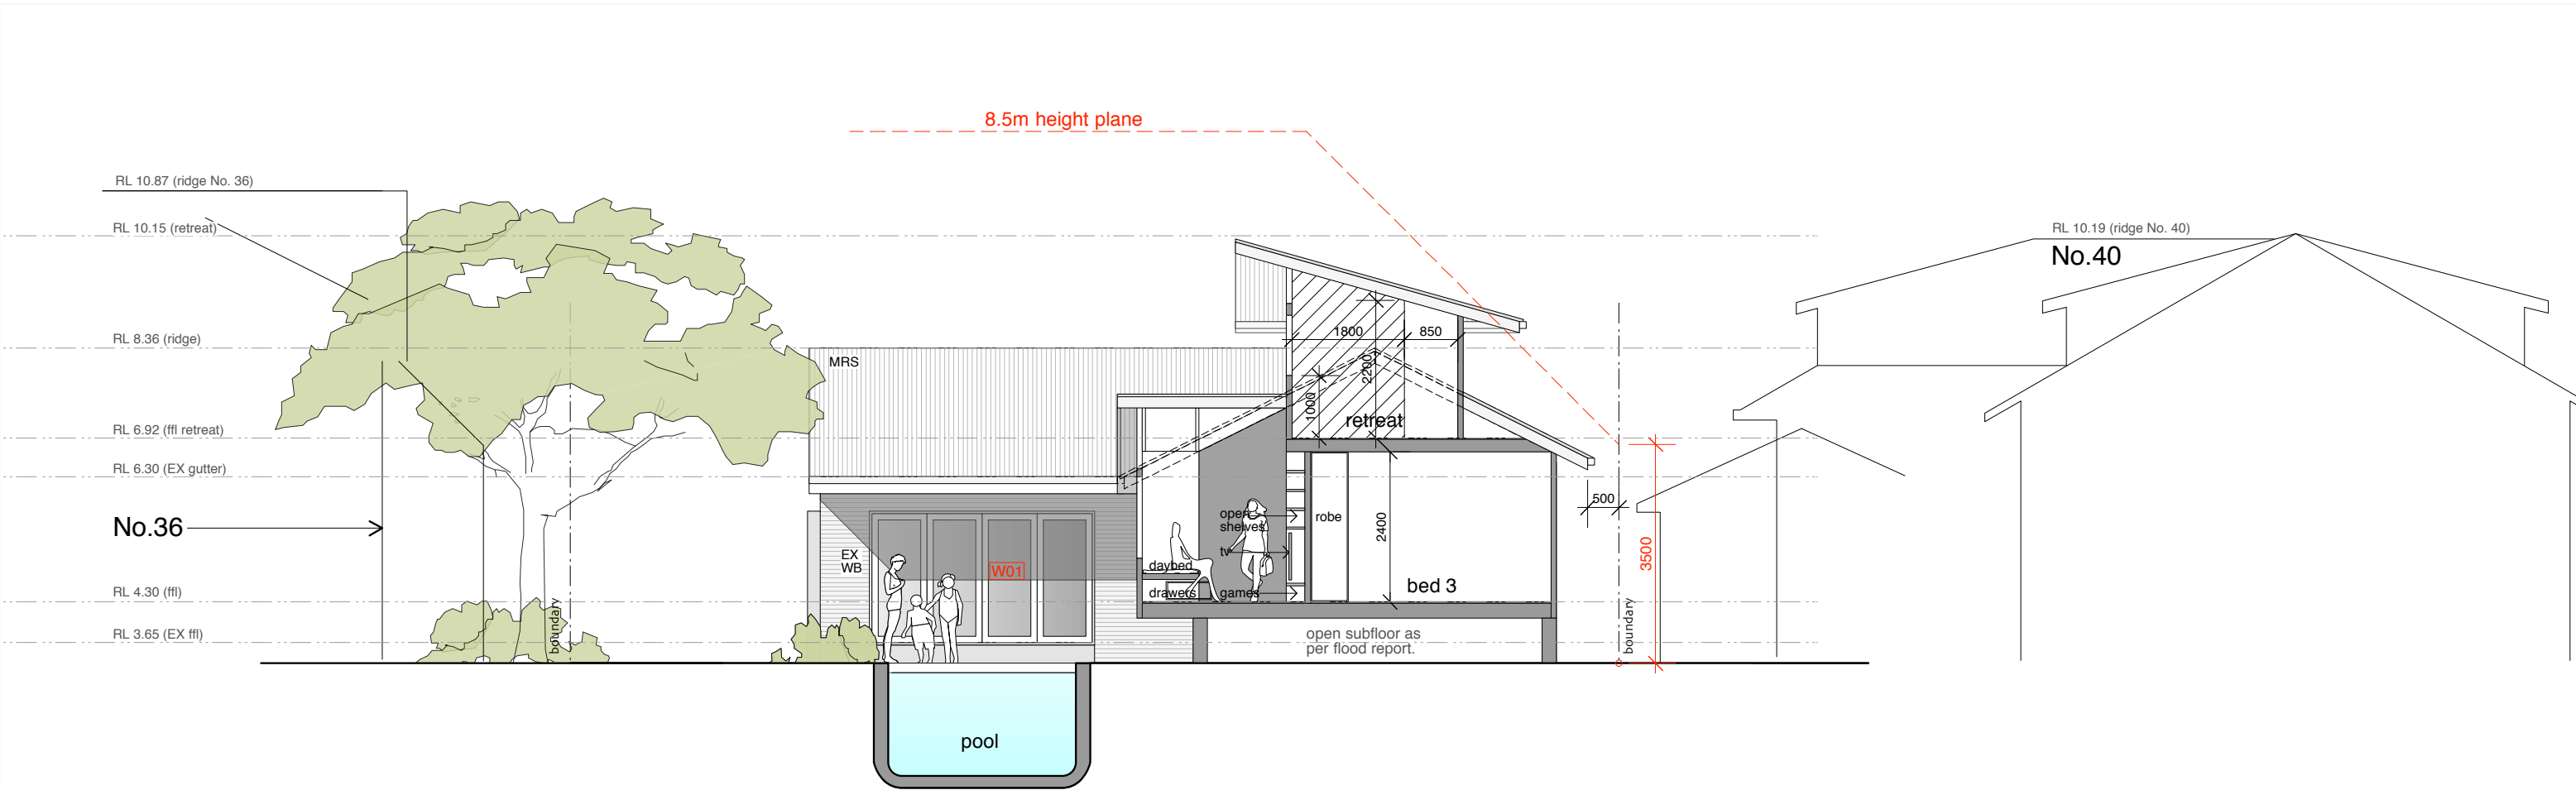 8.5m height plane
RL 10.87 (ridge No. 36)
RL 10.15 (retreat)
RL 10.19 (ridge No. 40)
No.40
RL 8.36 (ridge)
MRS
1800
850
2200
1000
retreat
RL 6.92 (ffl retreat)
RL 6.30 (EX gutter)
500
No.36
open
shelves
robe
2400
3500
EX
WB
W01
tv
daybed
drawers
games
bed 3
RL 4.30 (ffl)
RL 3.65 (EX ffl)
boundary
boundary
open subfloor as
per flood report.
pool